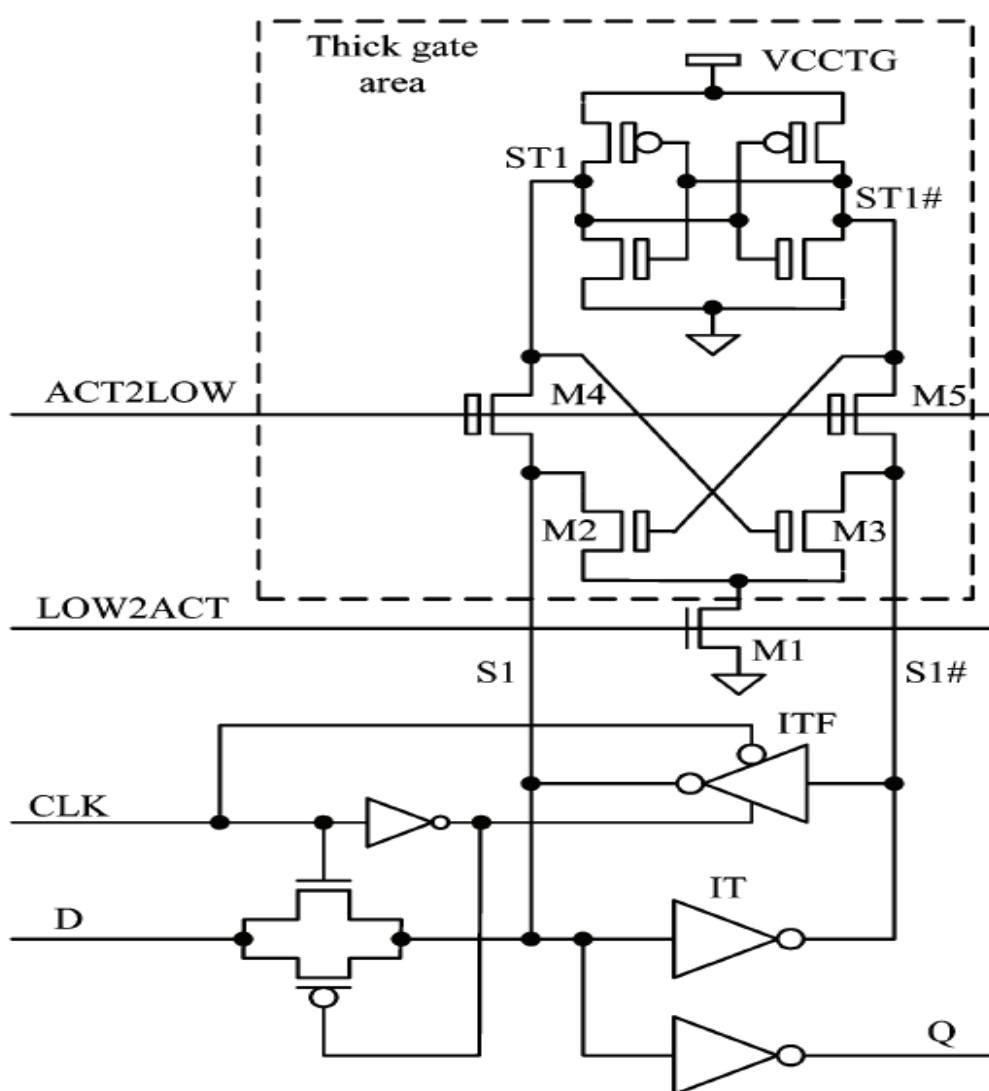 Thick gate
area
VCCTG
ST1
ST1#
ACT2LOW
M4
M5
M2
M3
LOW2ACT
M1
S1
S1#
ITF
CLK
IT
D
Q